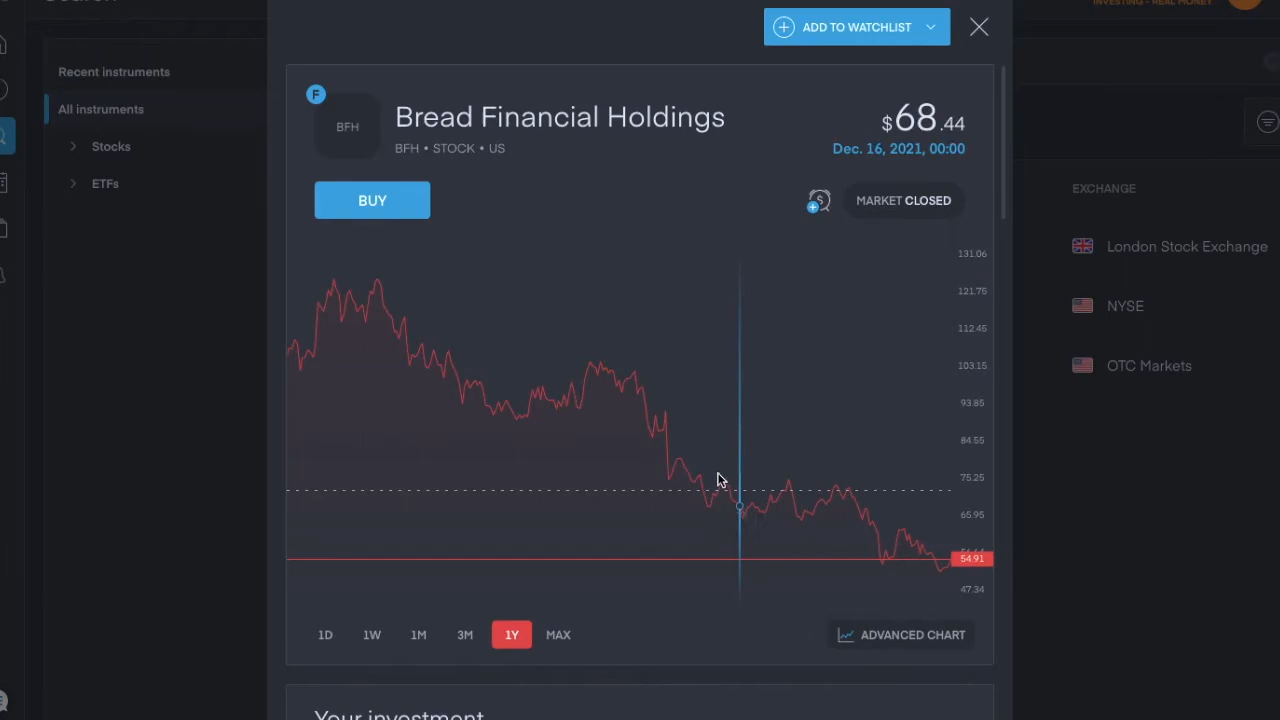 INVESTING - REAL MONEY
ADD TO WATCHLIST
Recent instruments
All instruments
Stocks
ETFs
F
BFH
Bread Financial Holdings
BFH • STOCK • US
$68.44
Dec. 16, 2021, 00:00
BUY
MARKET CLOSED
EXCHANGE
London Stock Exchange
NYSE
OTC Markets
131.06
121.75
112.45
103.15
93.85
84.55
75.25
65.95
54.91
47.34
1D
1W
1M
3M
1Y
MAX
ADVANCED CHART
Your investment